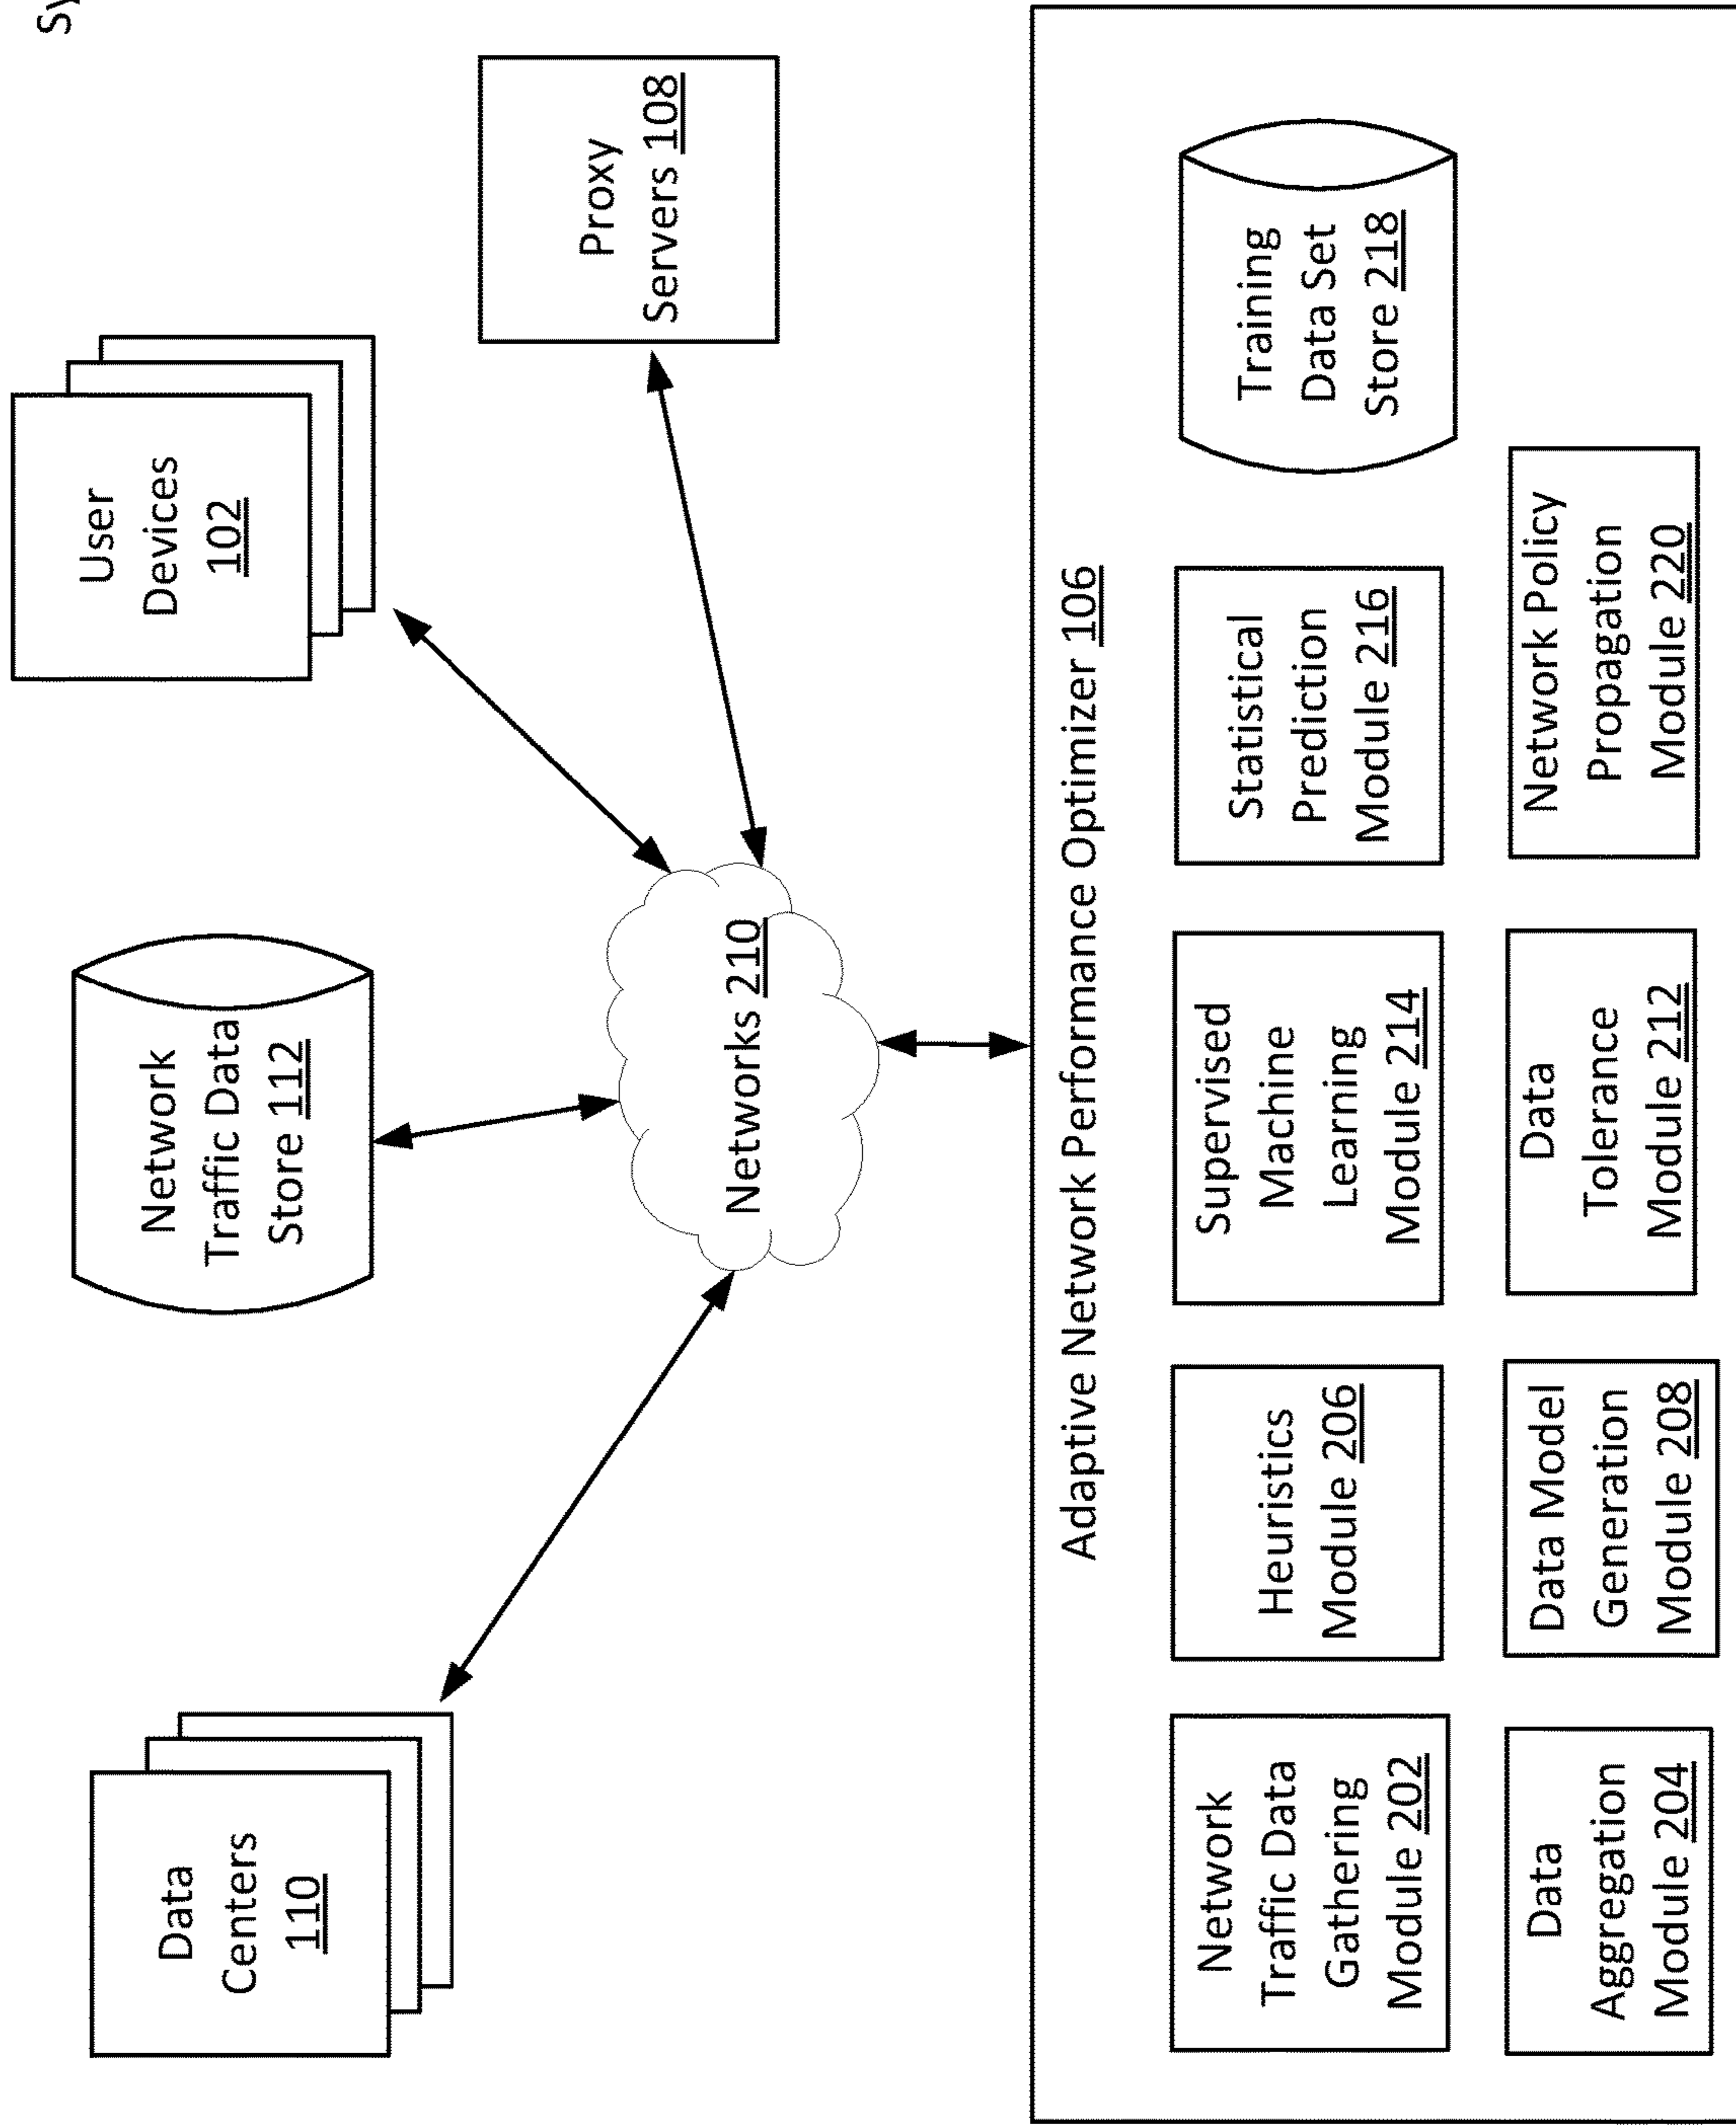 Sy
Data
Centers
110
Network
Traffic Data
Store 112
User
Devices
102
Proxy
Servers 108
Networks 210
Adaptive Network Performance Optimizer 106
Network
Traffic Data
Gathering
Module 202
Heuristics
Module 206
Supervised
Machine
Learning
Module 214
Statistical
Prediction
Module 216
Training
Data Set
Store 218
Data
Aggregation
Module 204
Data Model
Generation
Module 208
Data
Tolerance
Module 212
Network Policy
Propagation
Module 220